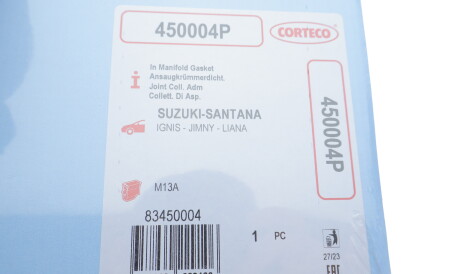 450004P
CORTECO
In Manifold Gasket
Ansaugkrümmerdicht.
Joint Coll. Adm
Collett. Di Asp.
SUZUKI-SANTANA
IGNIS - JIMNY - LIANA
450004P
M13A
83450004
1 PC
27/23
EAC